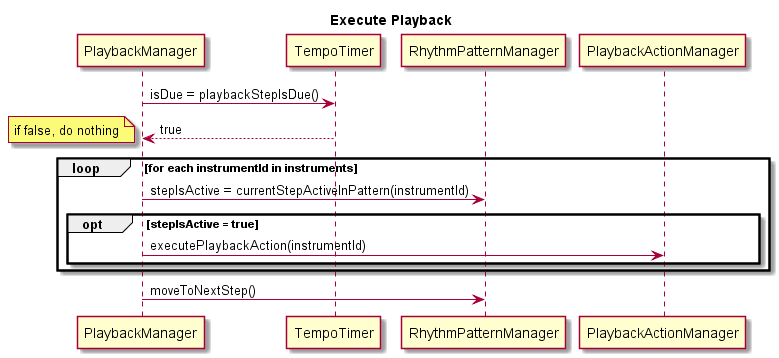 Execute Playback
PlaybackManager TempoTimer RhythmPatternManager PlaybackActionManager
isDue = playbackStepIsDue()
if false, do nothing true
loop [for each instrumentId in instruments]
stepIsActive = currentStepActiveInPattern(instrumentId)
opt [stepIsActive = true]
executePlaybackAction(instrumentId)
moveToNextStep()
PlaybackManager TempoTimer RhythmPatternManager PlaybackActionManager